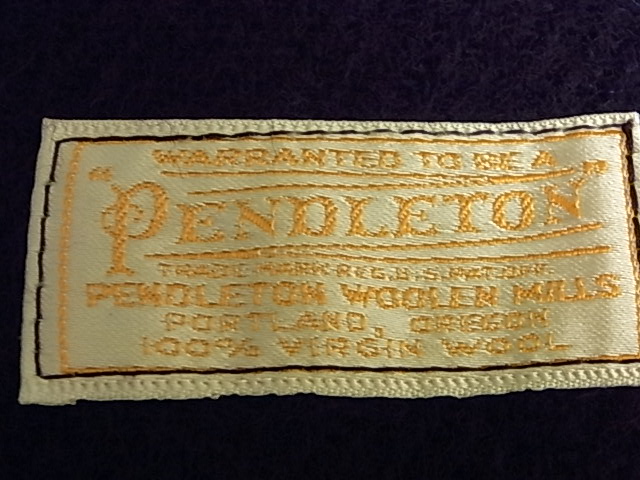 WARRANTED TO BE A
"PENDLETON"
TRADE MARK REG. U.S. PAT. OFF.
PENDLETON WOOLEN MILLS
PORTLAND, OREGON
100% VIRGIN WOOL